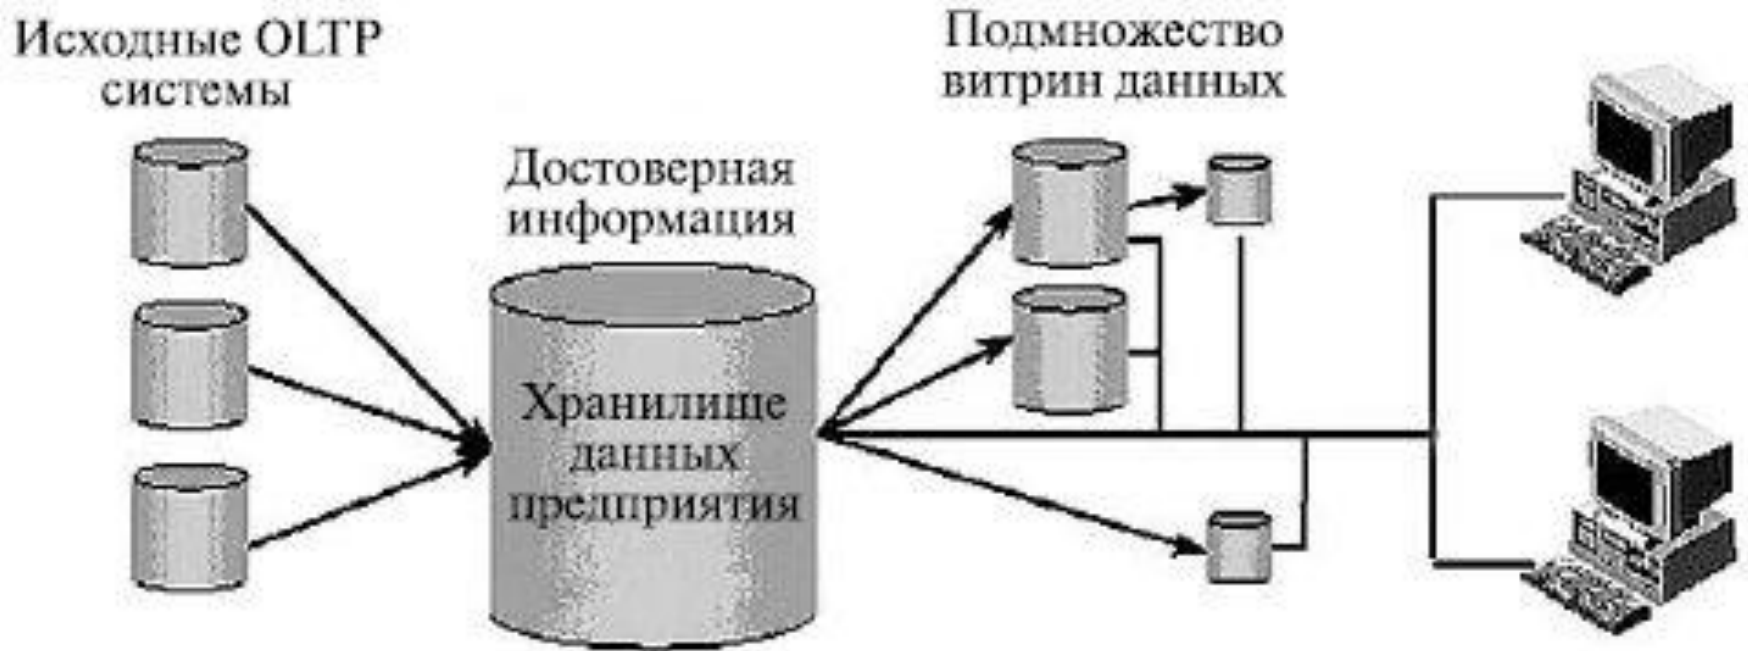 Исходные OLTP
системы
Достоверная
информация
Хранилище
данных
предприятия
Подмножество
витрин данных